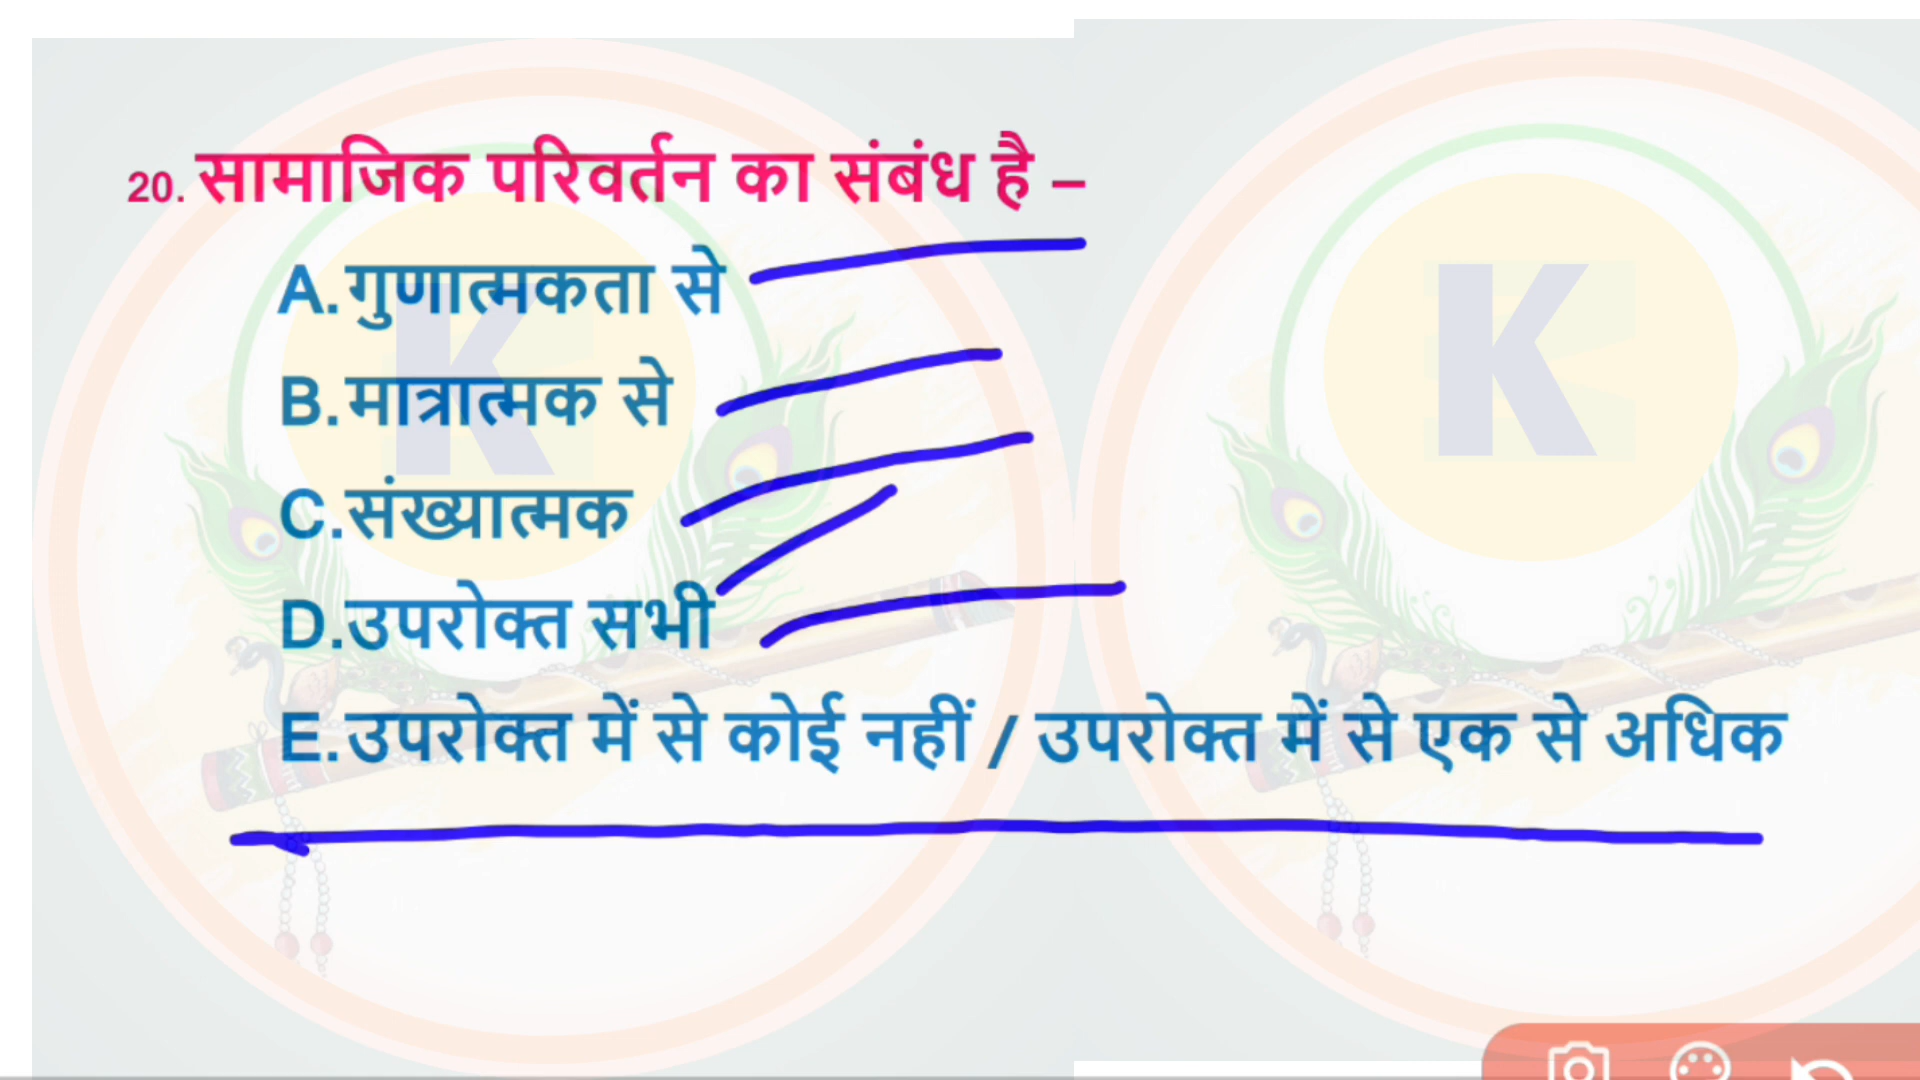 20. सामाजिक परिवर्तन का संबंध है –
A.गुणात्मकता से
B.मात्रात्मक से
C.संख्यात्मक
D.उपरोक्त सभी
E.उपरोक्त में से कोई नहीं / उपरोक्त में से एक से अधिक
K
K